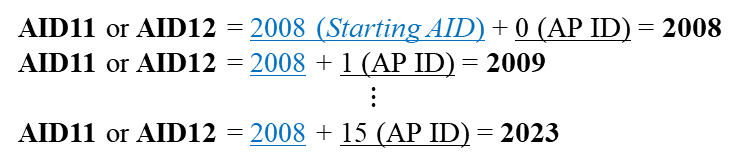 AID11 or AID12 = 2008 (Starting AID) + 0 (AP ID) = 2008
AID11 or AID12 = 2008 + 1 (AP ID) = 2009
⋮
AID11 or AID12 = 2008 + 15 (AP ID) = 2023